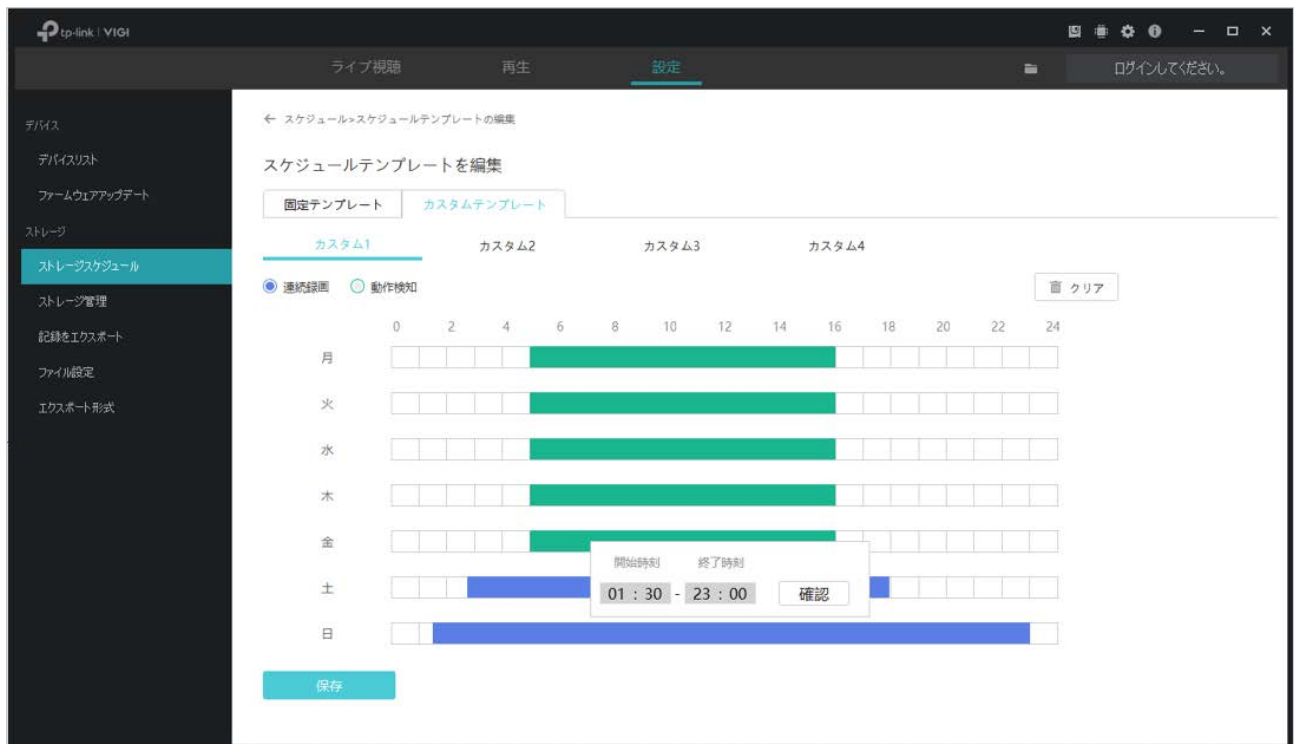 tp-link | VIGI
ライブ視聴 再生 設定 ログインしてください。
デバイス
デバイスリスト
ファームウェアアップデート
ストレージ
ストレージスケジュール
ストレージ管理
記録をエクスポート
ファイル設定
エクスポート形式
← スケジュール>スケジュールテンプレートの編集
スケジュールテンプレートを編集
固定テンプレート カスタムテンプレート
カスタム1 カスタム2 カスタム3 カスタム4
連続録画 動作検知 クリア
0 2 4 6 8 10 12 14 16 18 20 22 24
月
火
水
木
金
開始時刻 終了時刻
土
01 : 30 - 23 : 00 確認
日
保存